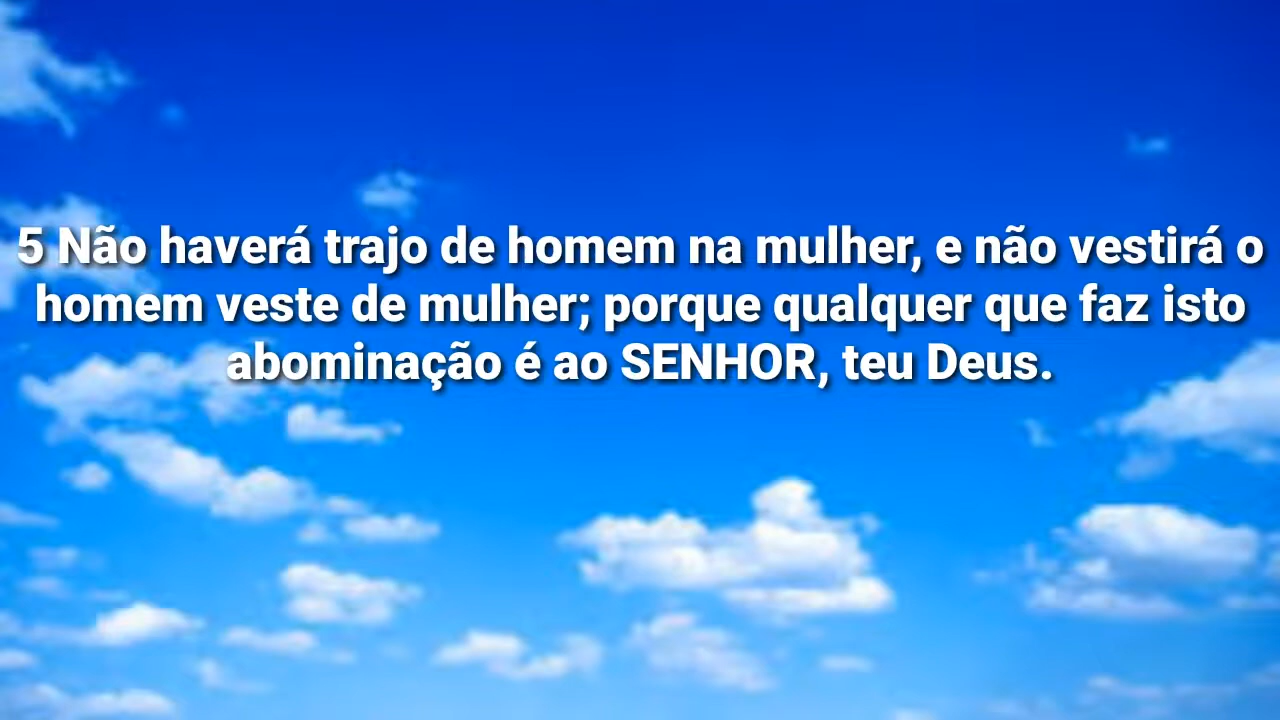 5 Não haverá trajo de homem na mulher, e não vestirá o
homem veste de mulher; porque qualquer que faz isto
abominação é ao SENHOR, teu Deus.